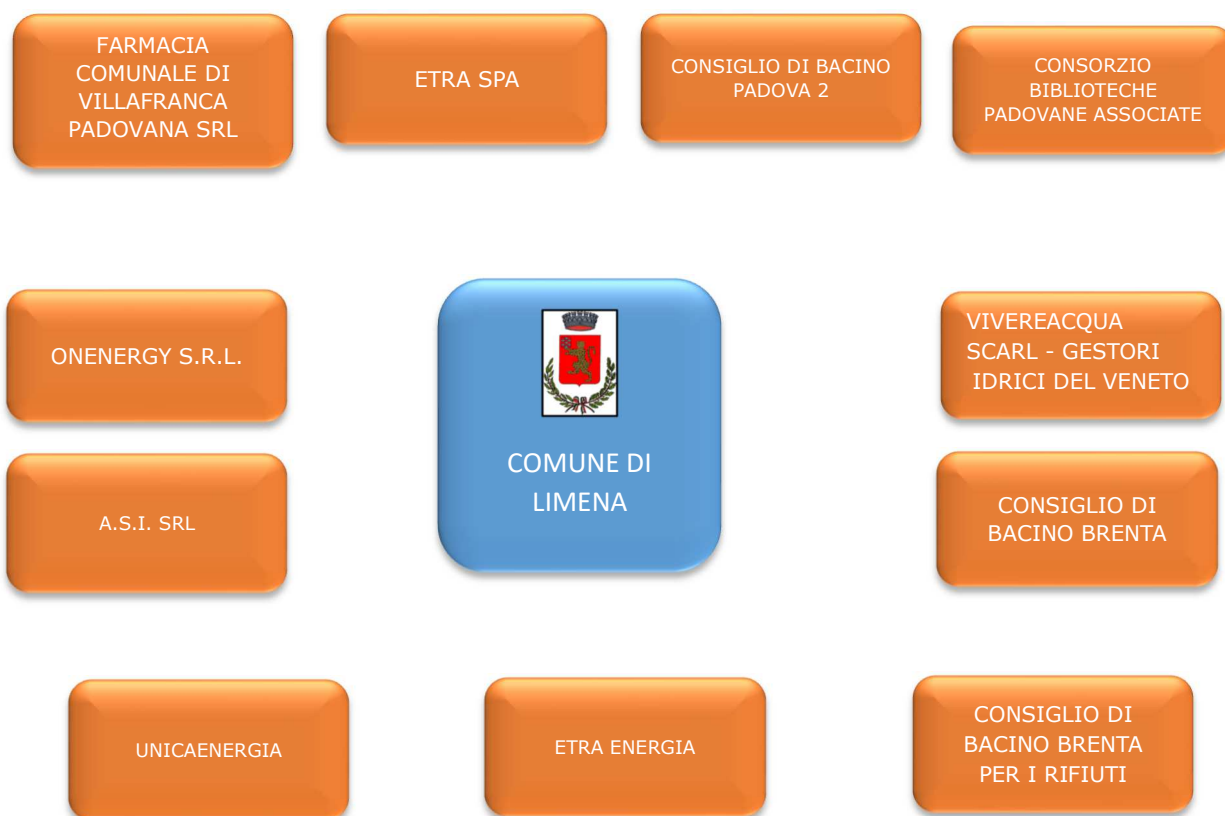 FARMACIA
COMUNALE DI
VILLAFRANCA
PADOVANA SRL
ETRA SPA
CONSIGLIO DI BACINO
PADOVA 2
CONSORZIO
BIBLIOTECHE
PADOVANE ASSOCIATE
ONENERGY S.R.L.
COMUNE DI
LIMENA
VIVEREACQUA
SCARL - GESTORI
IDRICI DEL VENETO
A.S.I. SRL
CONSIGLIO DI
BACINO BRENTA
UNICAENERGIA
ETRA ENERGIA
CONSIGLIO DI
BACINO BRENTA
PER I RIFIUTI